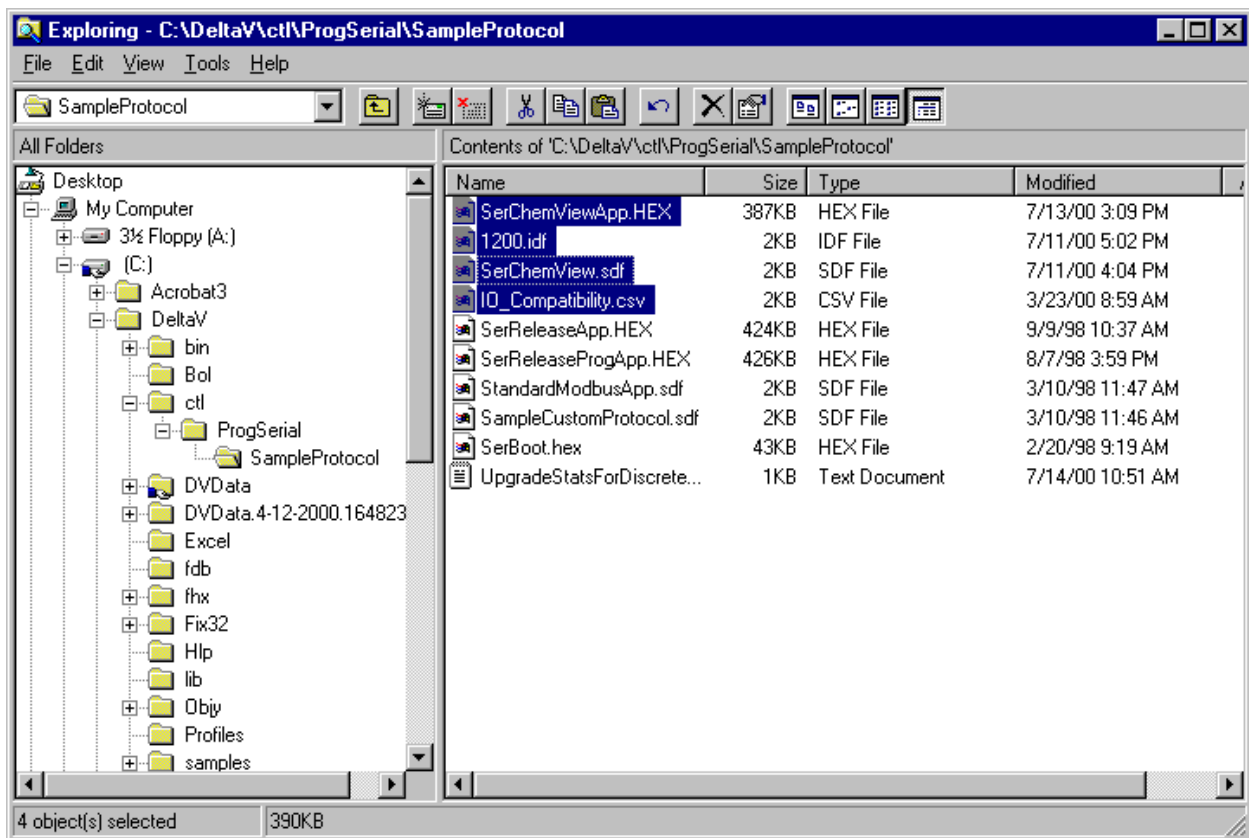 Exploring - C:\DeltaV\ctl\ProgSerial\SampleProtocol
File Edit View Tools Help
SampleProtocol
All Folders
Contents of 'C:\DeltaV\ctl\ProgSerial\SampleProtocol'
Desktop
My Computer
3½ Floppy (A:)
(C:)
Acrobat3
DeltaV
bin
Bol
ctl
ProgSerial
SampleProtocol
DVData
DVData.4-12-2000.164823
Excel
fdb
fhx
Fix32
Hlp
lib
Objy
Profiles
samples
Name Size Type Modified
SerChemViewApp.HEX 387KB HEX File 7/13/00 3:09 PM
1200.idf 2KB IDF File 7/11/00 5:02 PM
SerChemView.sdf 2KB SDF File 7/11/00 4:04 PM
IO_Compatibility.csv 2KB CSV File 3/23/00 8:59 AM
SerReleaseApp.HEX 424KB HEX File 9/9/98 10:37 AM
SerReleaseProgApp.HEX 426KB HEX File 8/7/98 3:59 PM
StandardModbusApp.sdf 2KB SDF File 3/10/98 11:47 AM
SampleCustomProtocol.sdf 2KB SDF File 3/10/98 11:46 AM
SerBoot.hex 43KB HEX File 2/20/98 9:19 AM
UpgradeStatsForDiscrete... 1KB Text Document 7/14/00 10:51 AM
4 object(s) selected 390KB